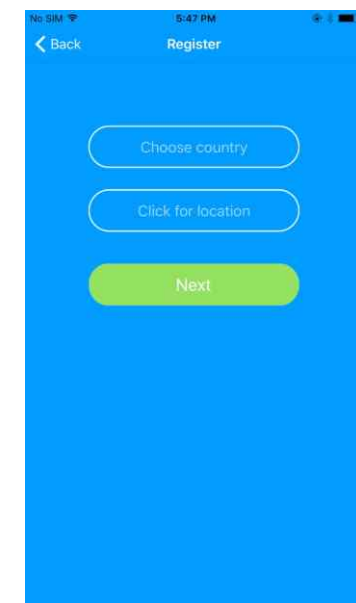 No SIM 5:47 PM
Back Register
Choose country
Click for location
Next